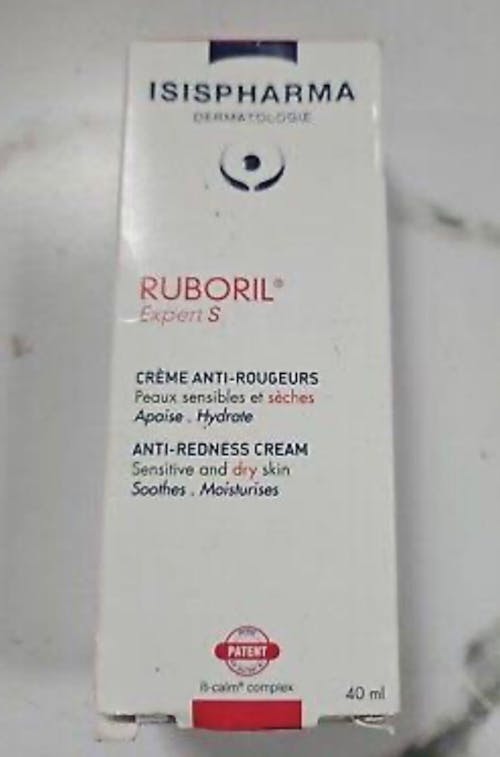 ISISPHARMA
DERMATOLOGIE
RUBORIL®
Expert S
CRÈME ANTI-ROUGEURS
Peaux sensibles et sèches
Apaise . Hydrate
ANTI-REDNESS CREAM
Sensitive and dry skin
Soothes . Moisturises
PATENT
is-calm® complex
40 ml